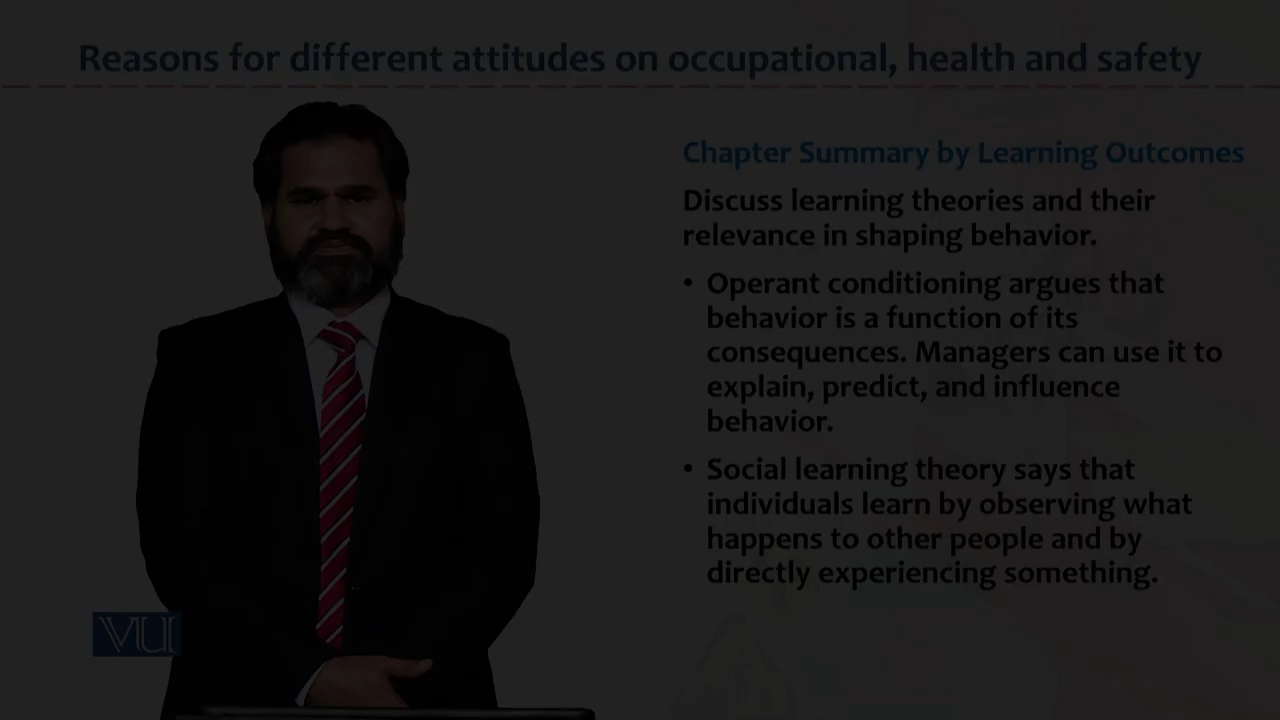 Reasons for different attitudes on occupational, health and safety
Chapter Summary by Learning Outcomes
Discuss learning theories and their
relevance in shaping behavior.
• Operant conditioning argues that
behavior is a function of its
consequences. Managers can use it to
explain, predict, and influence
behavior.
• Social learning theory says that
individuals learn by observing what
happens to other people and by
directly experiencing something.
VU